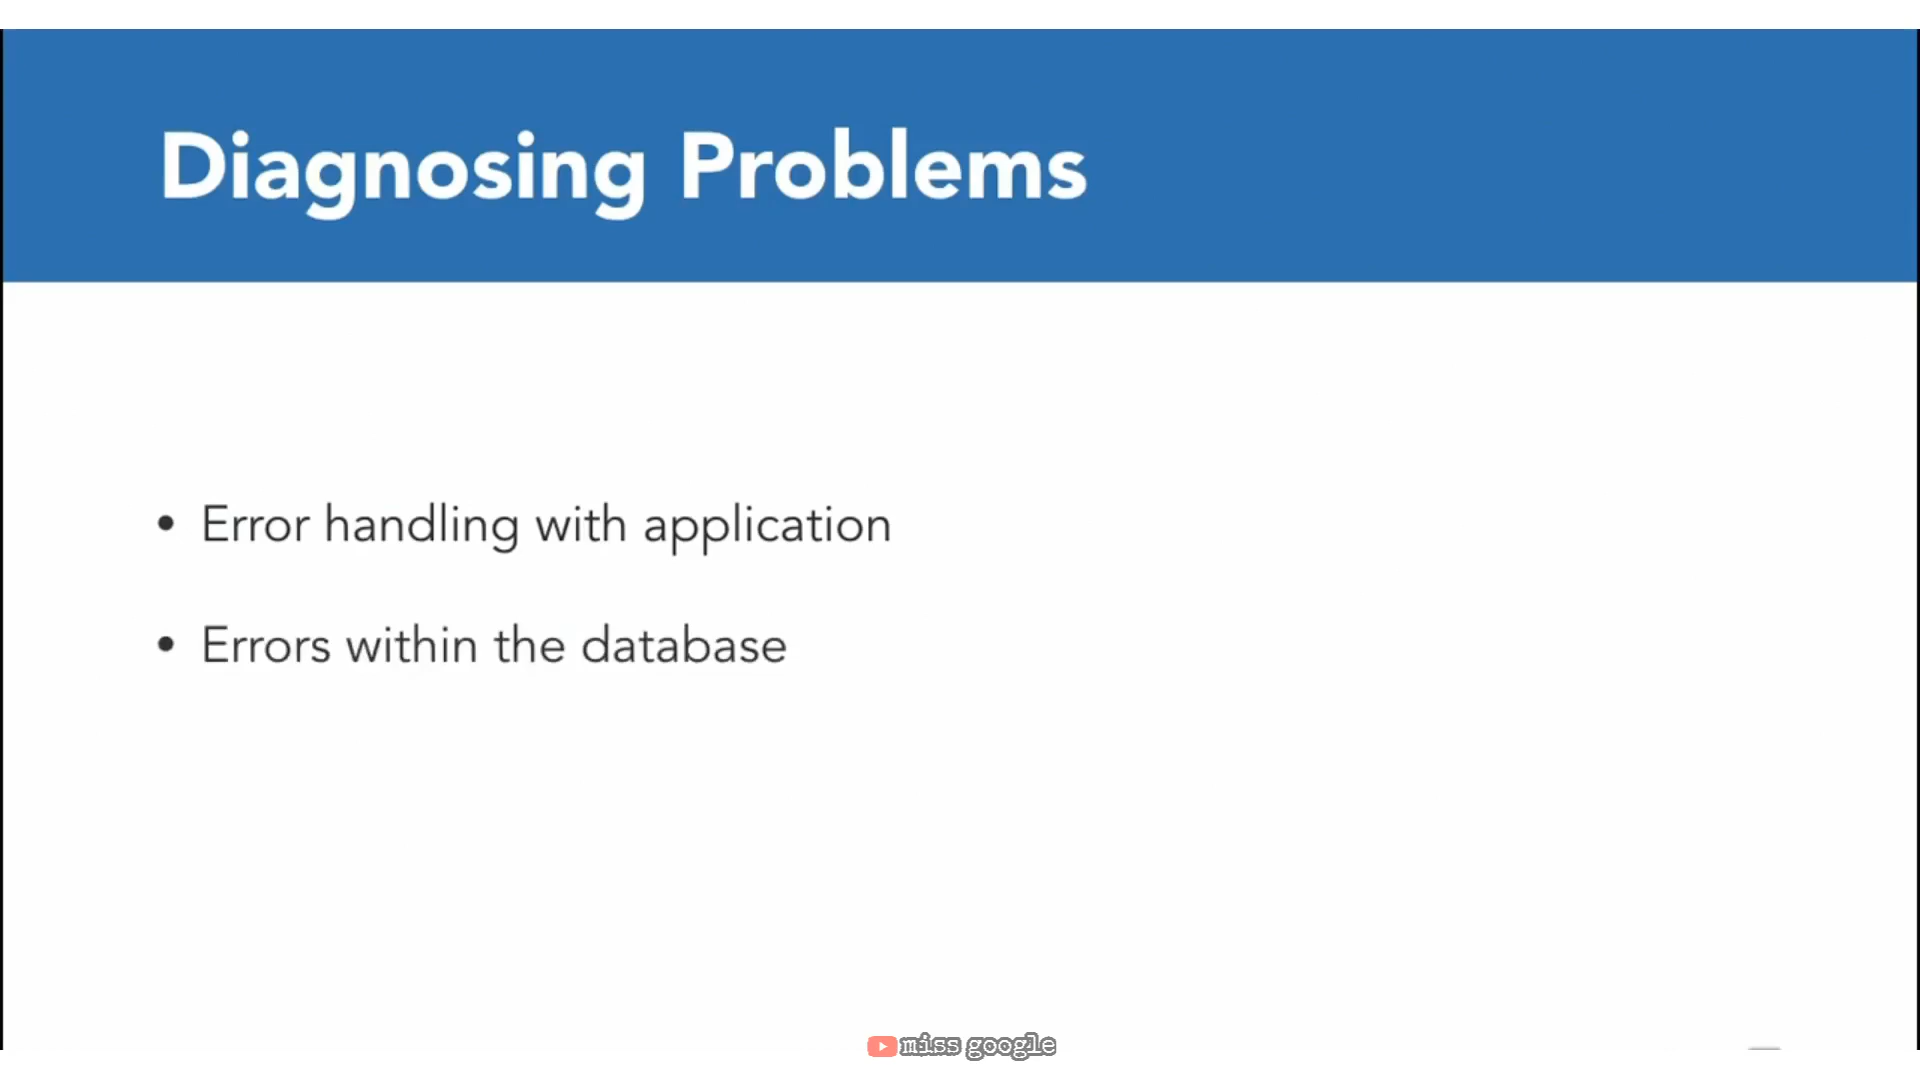 Diagnosing Problems
• Error handling with application
• Errors within the database
miss google